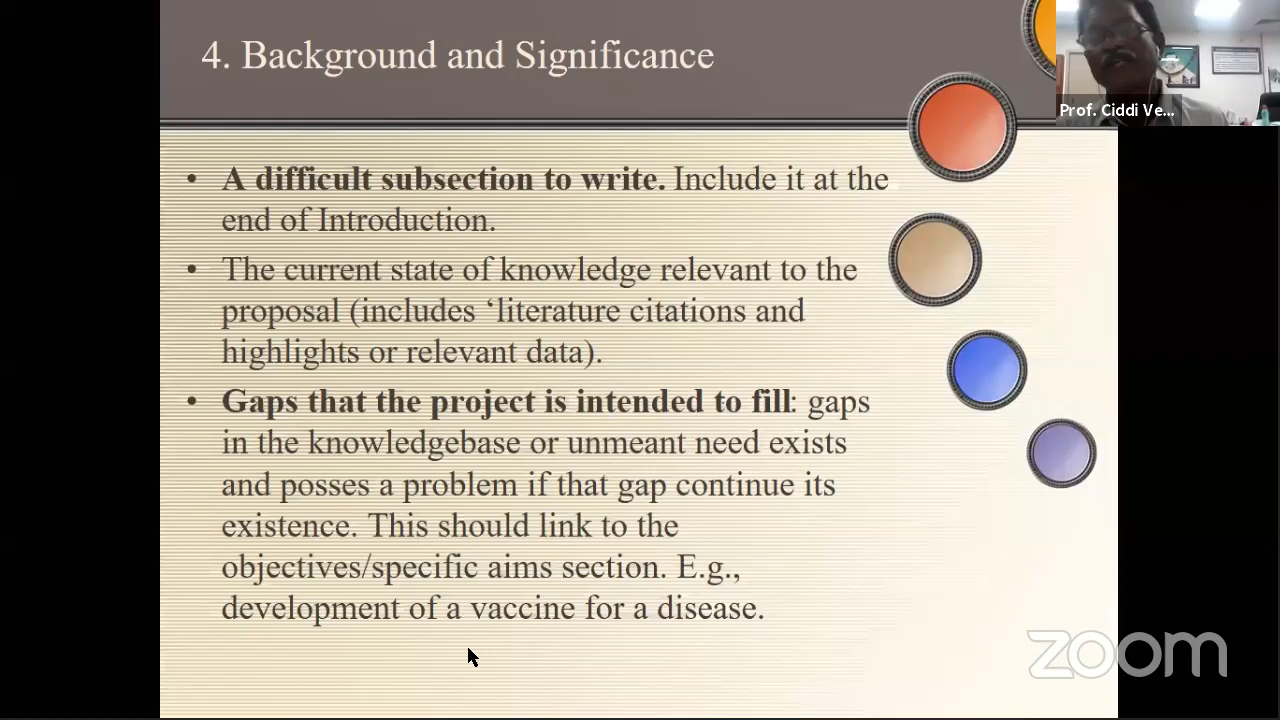 4. Background and Significance
Prof. Ciddi Ve...
• A difficult subsection to write. Include it at the
end of Introduction.
• The current state of knowledge relevant to the
proposal (includes ‘literature citations and
highlights or relevant data).
• Gaps that the project is intended to fill: gaps
in the knowledgebase or unmeant need exists
and posses a problem if that gap continue its
existence. This should link to the
objectives/specific aims section. E.g.,
development of a vaccine for a disease.
zoom